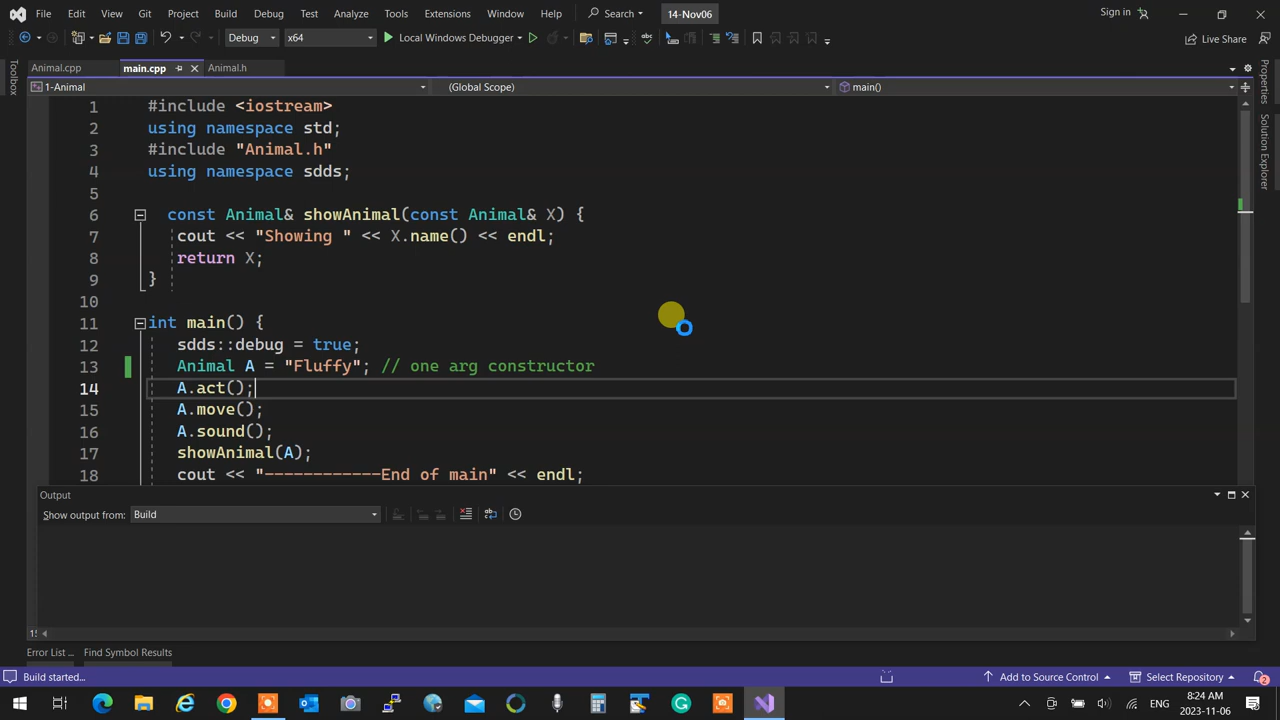 File Edit View Git Project Build Debug Test Analyze Tools Extensions Window Help Search 14-Nov06 Sign in
Debug x64 Local Windows Debugger Live Share
Toolbox
Animal.cpp main.cpp Animal.h
1-Animal (Global Scope) main()
1 #include <iostream>
2 using namespace std;
3 #include "Animal.h"
4 using namespace sdds;
5
6 const Animal& showAnimal(const Animal& X) {
7 cout << "Showing " << X.name() << endl;
8 return X;
9 }
10
11 int main() {
12 sdds::debug = true;
13 Animal A = "Fluffy"; // one arg constructor
14 A.act();
15 A.move();
16 A.sound();
17 showAnimal(A);
18 cout << "------------End of main" << endl;
Properties
Solution Explorer
Output
Show output from: Build
Error List ... Find Symbol Results
Build started... Add to Source Control Select Repository 2
ENG 8:24 AM
2023-11-06 2